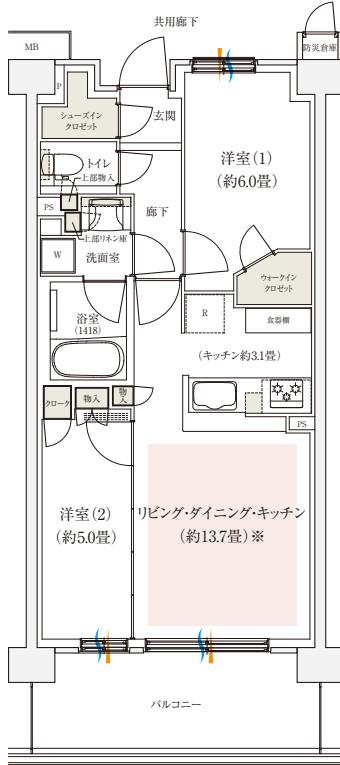 共用廊下
MB
防災倉庫
P
シューズイン
クロゼット
玄関
トイレ
上部物入
洋室(1)
(約6.0畳)
PS
廊下
上部リネン庫
W
洗面室
ウォークイン
クロゼット
浴室
(1418)
R
食器棚
(キッチン約3.1畳)
クローク
物入
物入
PS
洋室(2)
(約5.0畳)
リビング・ダイニング・キッチン
(約13.7畳)※
バルコニー